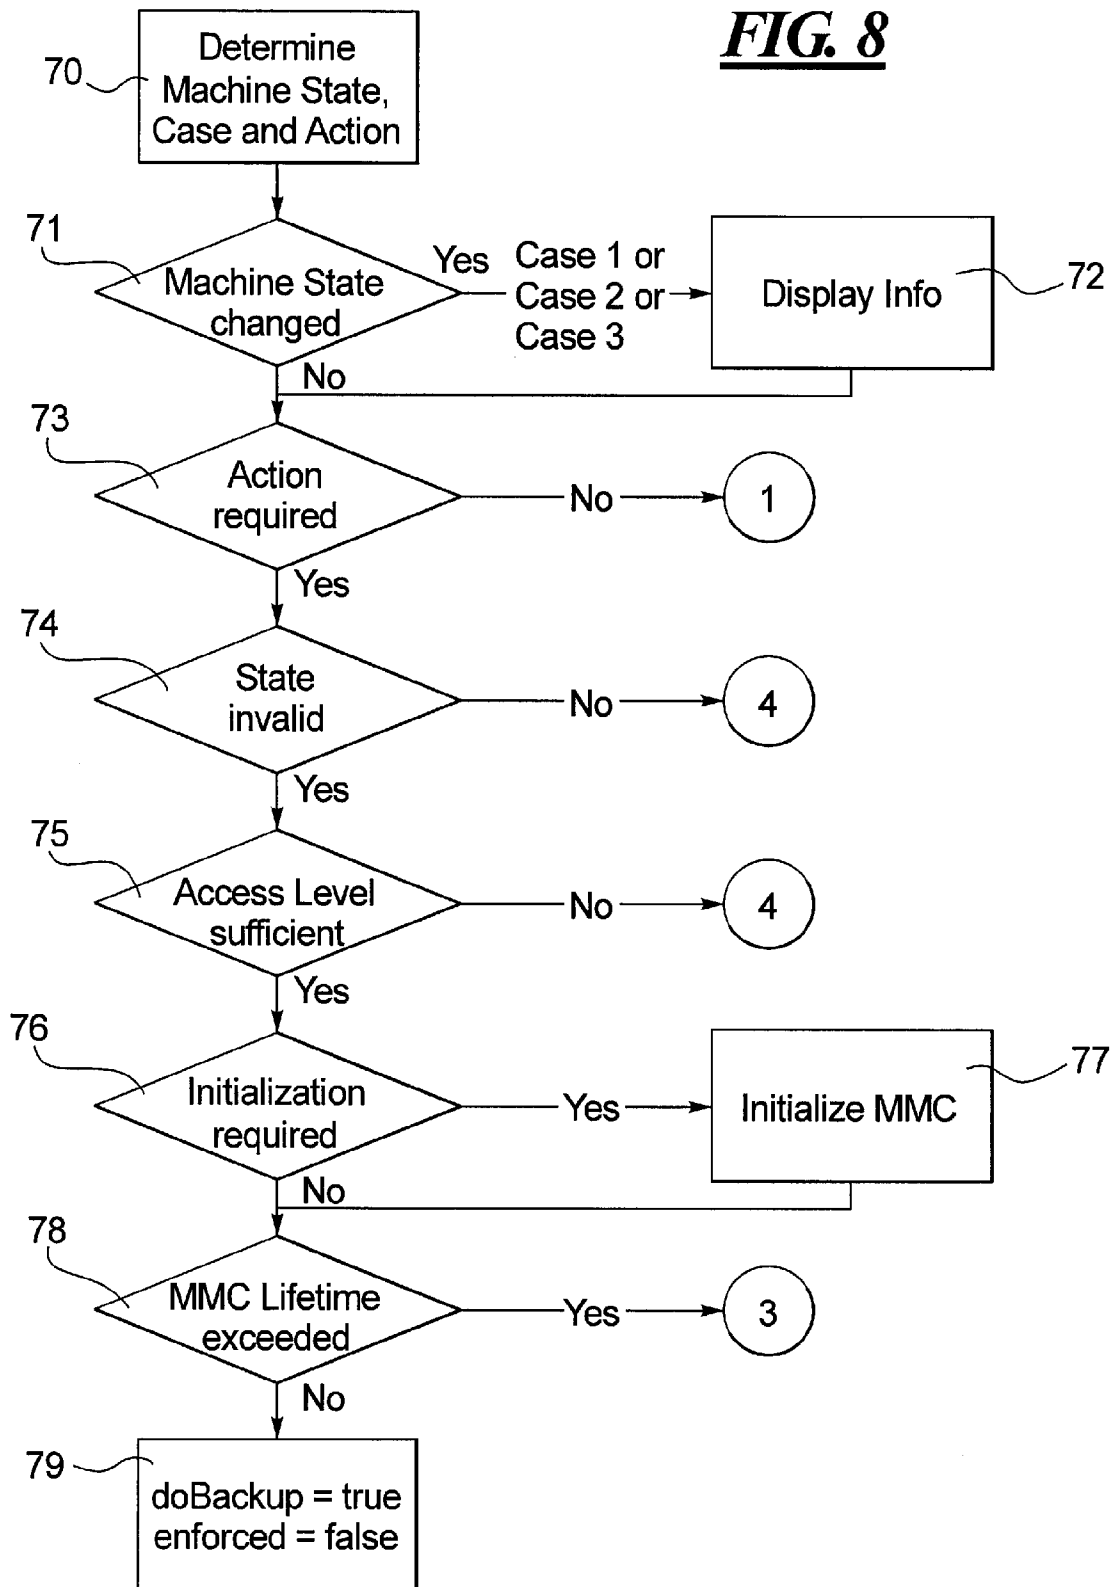 FIG. 8
70
Determine
Machine State,
Case and Action
71
Machine State
changed
Yes
Case 1 or
Case 2 or
Case 3
Display Info
72
No
73
Action
required
No
1
Yes
74
State
invalid
No
4
Yes
75
Access Level
sufficient
No
4
Yes
76
Initialization
required
Yes
Initialize MMC
77
No
78
MMC Lifetime
exceeded
Yes
3
No
79
doBackup = true
enforced = false